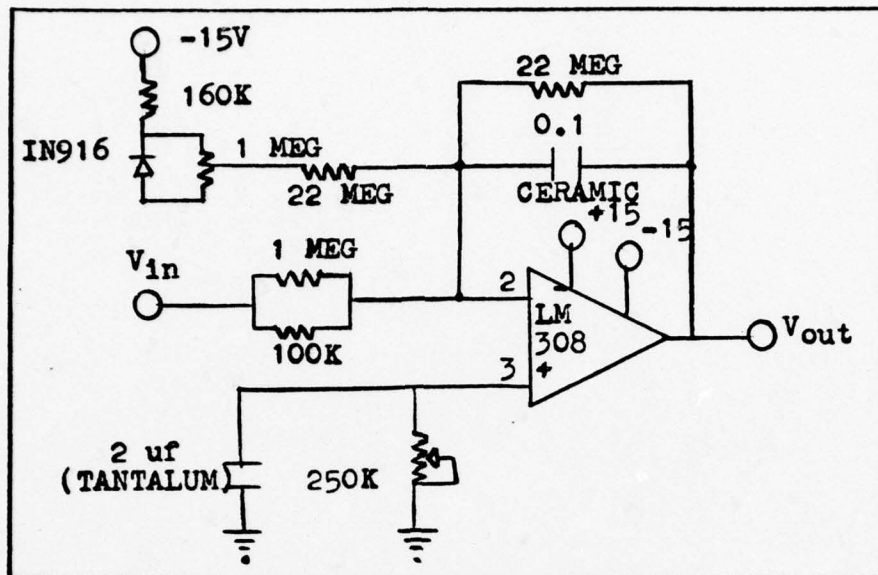 -15V
160K
22 MEG
0.1
IN916
1 MEG
22 MEG
CERAMIC
+15
-15
1 MEG
Vin
2
-
LM
308
100K
3
+
Vout
2 uf
(TANTALUM)
250K